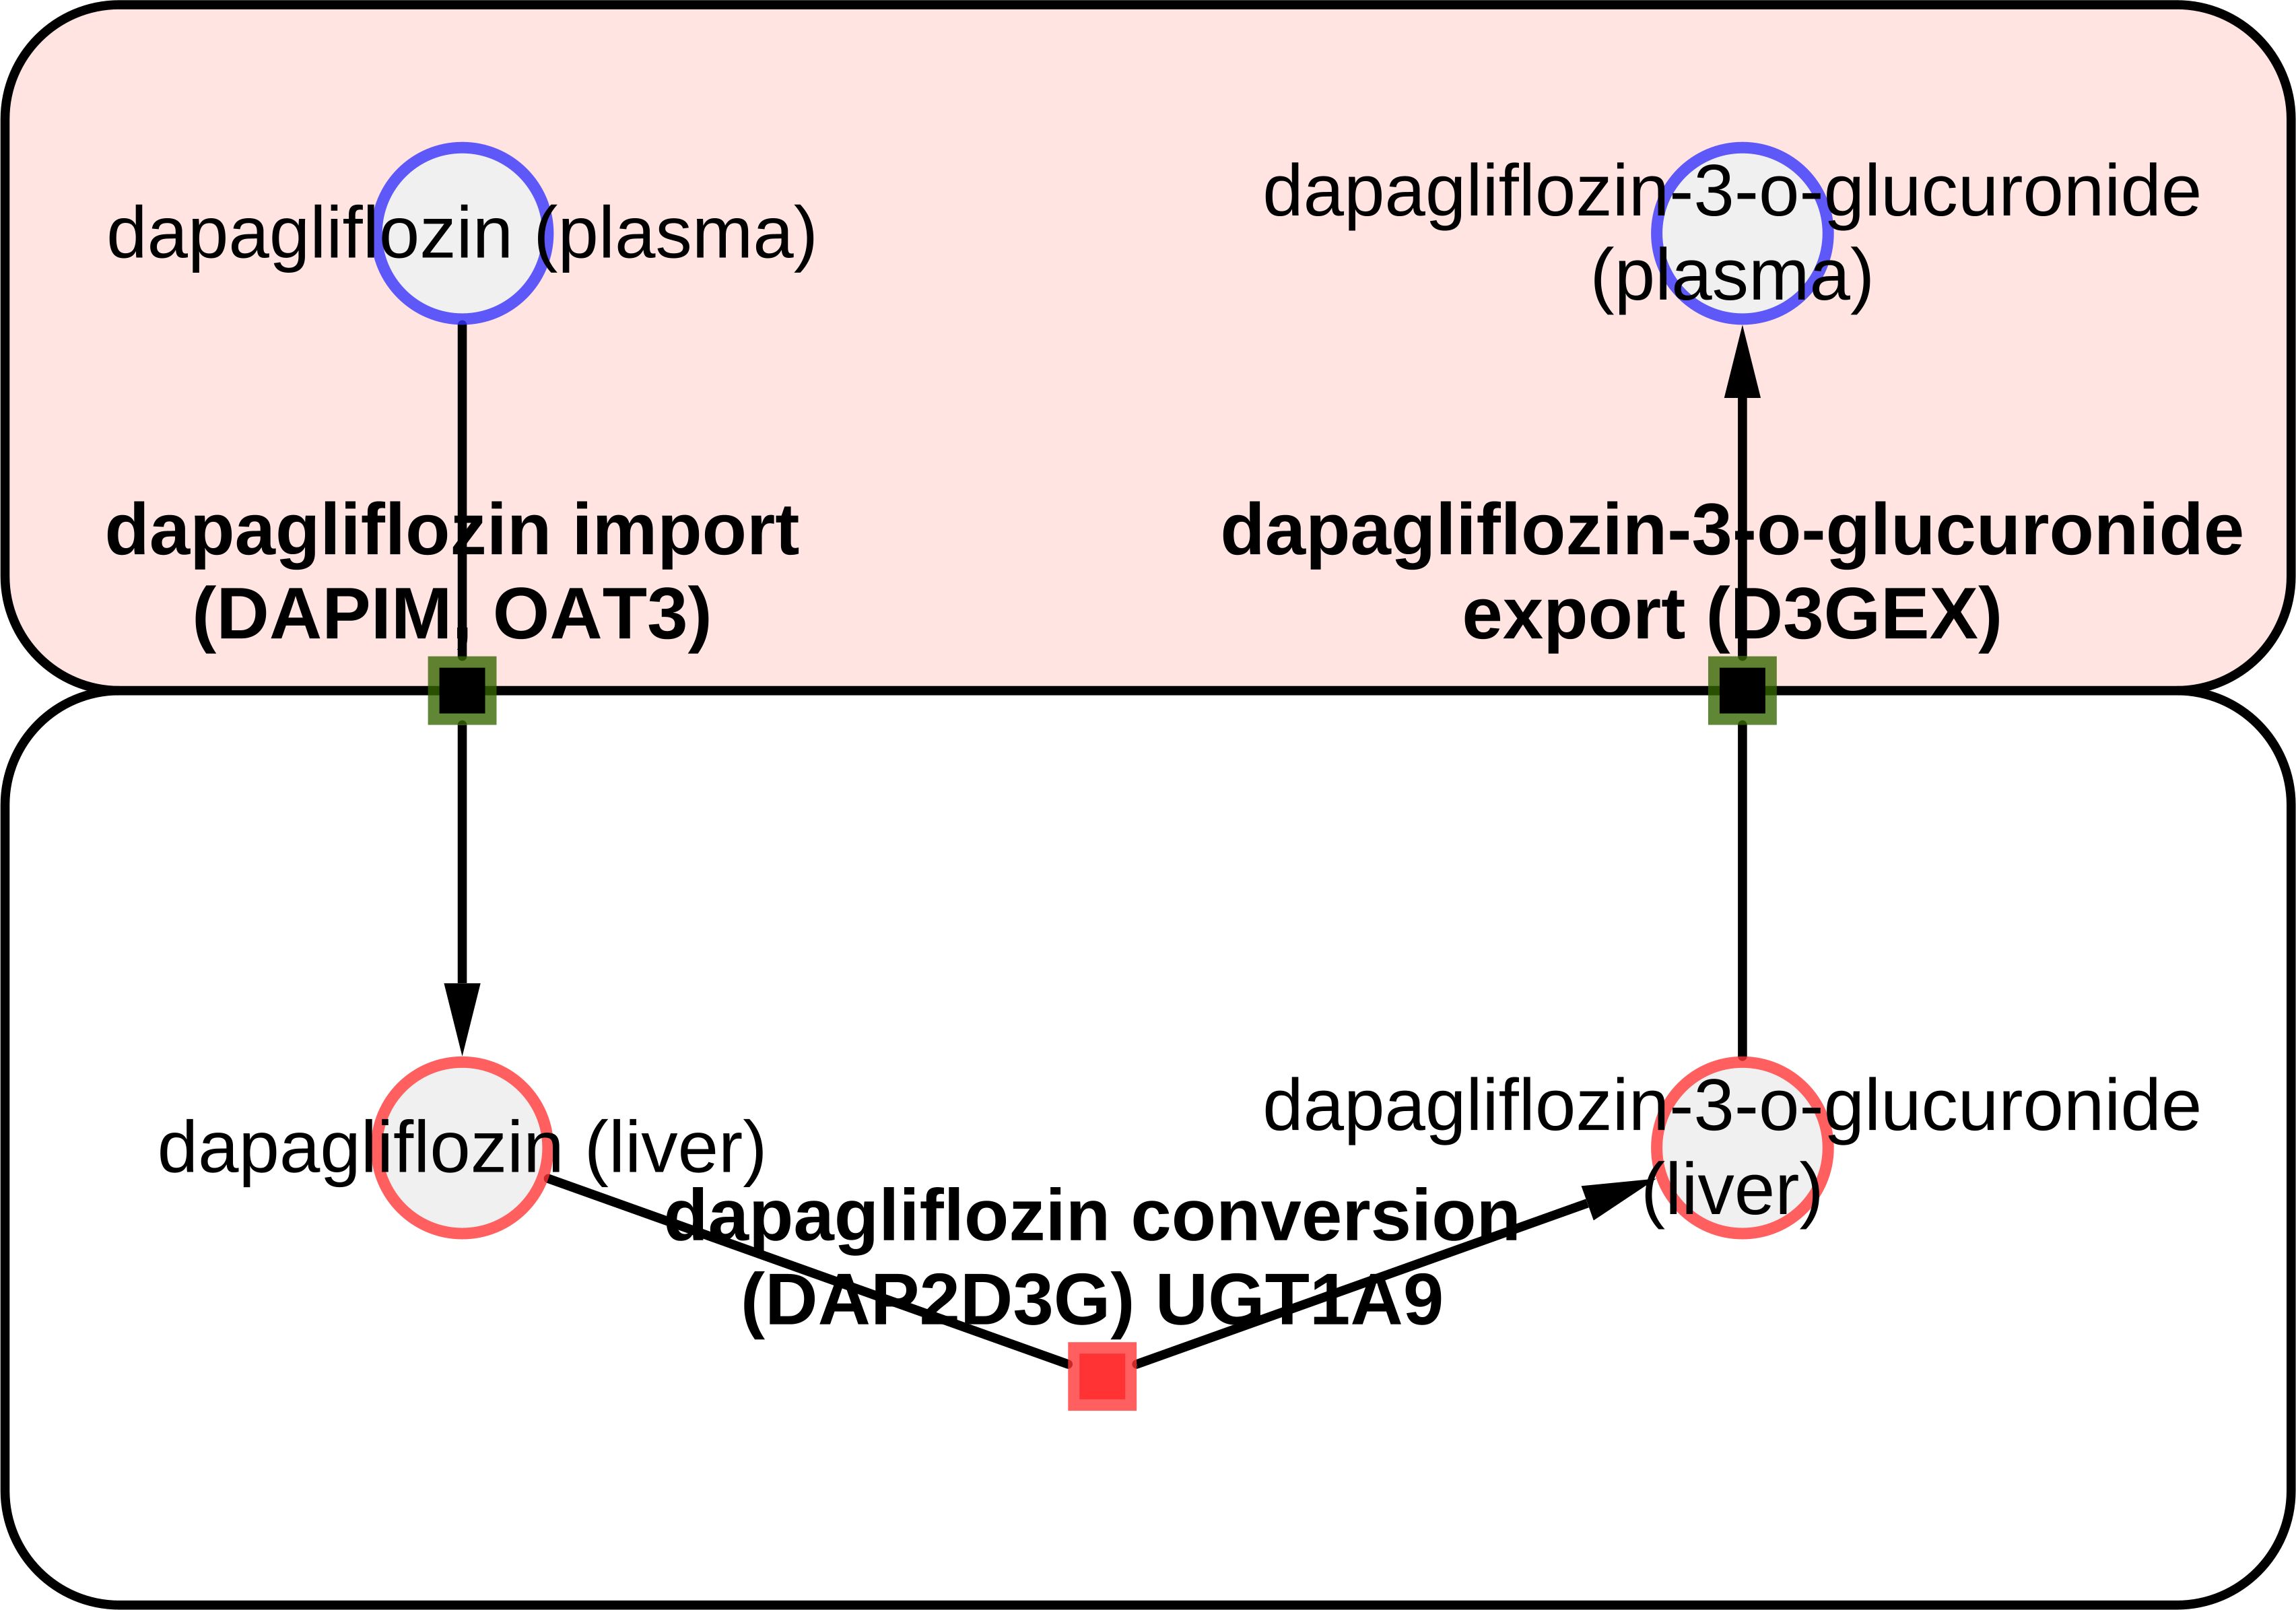 dapagliflozin (plasma)
dapagliflozin-3-o-glucuronide
(plasma)
dapagliflozin import
(DAPIM) OAT3)
dapagliflozin-3-o-glucuronide
export (D3GEX)
dapagliflozin (liver)
dapagliflozin-3-o-glucuronide
(liver)
dapagliflozin conversion
(DAP2D3G) UGT1A9